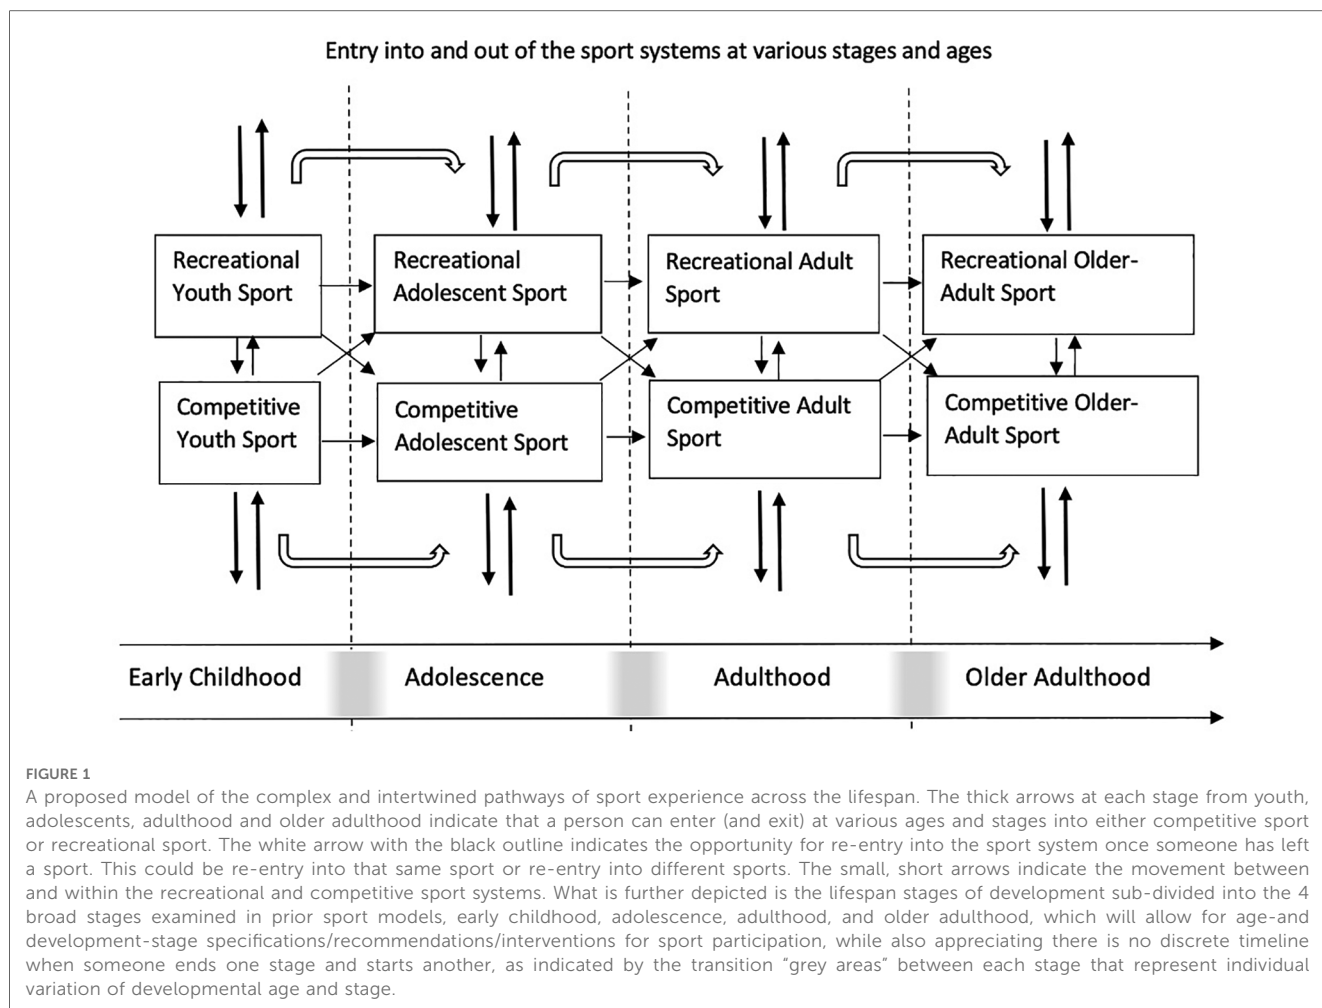 Entry into and out of the sport systems at various stages and ages
Recreational
Youth Sport
Recreational
Adolescent Sport
Recreational Adult
Sport
Recreational Older-
Adult Sport
Competitive
Youth Sport
Competitive
Adolescent Sport
Competitive Adult
Sport
Competitive Older-
Adult Sport
Early Childhood
Adolescence
Adulthood
Older Adulthood
FIGURE 1
A proposed model of the complex and intertwined pathways of sport experience across the lifespan. The thick arrows at each stage from youth,
adolescents, adulthood and older adulthood indicate that a person can enter (and exit) at various ages and stages into either competitive sport
or recreational sport. The white arrow with the black outline indicates the opportunity for re-entry into the sport system once someone has left
a sport. This could be re-entry into that same sport or re-entry into different sports. The small, short arrows indicate the movement between
and within the recreational and competitive sport systems. What is further depicted is the lifespan stages of development sub-divided into the 4
broad stages examined in prior sport models, early childhood, adolescence, adulthood, and older adulthood, which will allow for age-and
development-stage specifications/recommendations/interventions for sport participation, while also appreciating there is no discrete timeline
when someone ends one stage and starts another, as indicated by the transition "grey areas" between each stage that represent individual
variation of developmental age and stage.